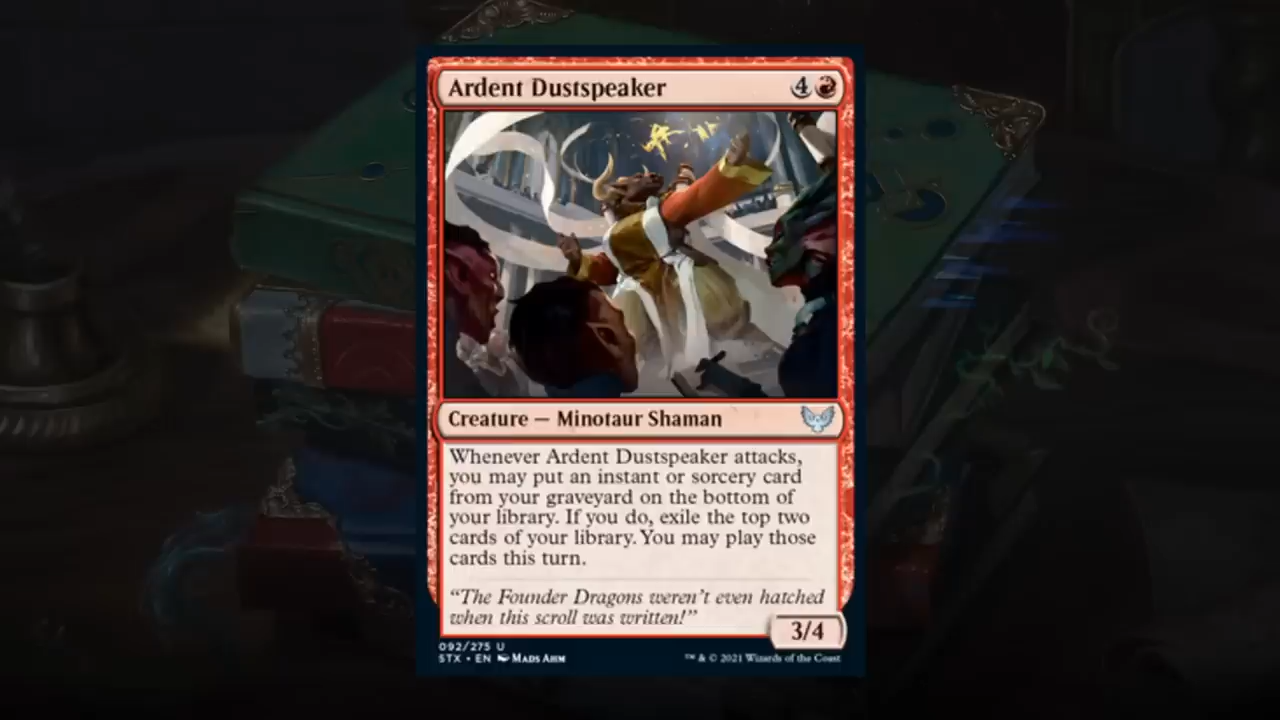 Ardent Dustspeaker 4
Creature — Minotaur Shaman
Whenever Ardent Dustspeaker attacks,
you may put an instant or sorcery card
from your graveyard on the bottom of
your library. If you do, exile the top two
cards of your library. You may play those
cards this turn.
“The Founder Dragons weren’t even hatched
when this scroll was written!”
3/4
092/275 U
STX • EN Mads Ahm
™ & © 2021 Wizards of the Coast